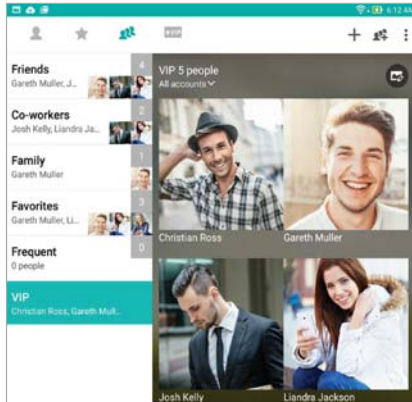 6:12 AM
VIP
Friends
4
Gareth Muller, J...
Co-workers
2
Josh Kelly, Liandra Ja...
Family
1
Gareth Muller
Favorites
3
Gareth Muller, Li...
Frequent
0
0 people
VIP
Christian Ross, Gareth Mull...
VIP 5 people
All accounts
Christian Ross
Gareth Muller
Josh Kelly
Liandra Jackson